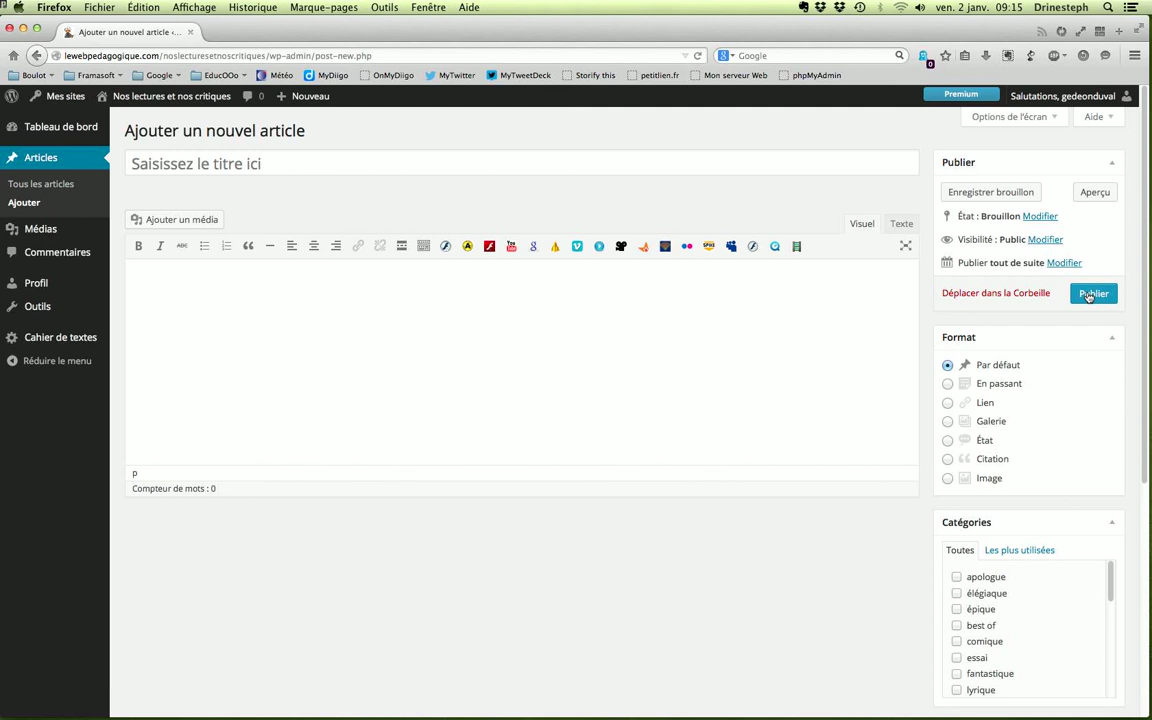 Firefox Fichier Édition Affichage Historique Marque-pages Outils Fenêtre Aide ven. 2 janv. 09:15 Drinesteph
Ajouter un nouvel article ‹...
lewebpedagogique.com/noslecturesetnoscritiques/wp-admin/post-new.php Google 0
Boulot Framasoft Google EducOOo Météo MyDiigo OnMyDiigo MyTwitter MyTweetDeck Storify this petitlien.fr Mon serveur Web phpMyAdmin
Mes sites Nos lectures et nos critiques 0 Nouveau Premium Salutations, gedeonduval
Options de l'écran Aide
Tableau de bord
Articles
Tous les articles
Ajouter
Médias
Commentaires
Profil
Outils
Cahier de textes
Réduire le menu
Ajouter un nouvel article
Saisissez le titre ici
Ajouter un média
Visuel Texte
B I ABC
p
Compteur de mots : 0
Publier
Enregistrer brouillon Aperçu
État : Brouillon Modifier
Visibilité : Public Modifier
Publier tout de suite Modifier
Déplacer dans la Corbeille Publier
Format
Par défaut
En passant
Lien
Galerie
État
Citation
Image
Catégories
Toutes Les plus utilisées
apologue
élégiaque
épique
best of
comique
essai
fantastique
lyrique